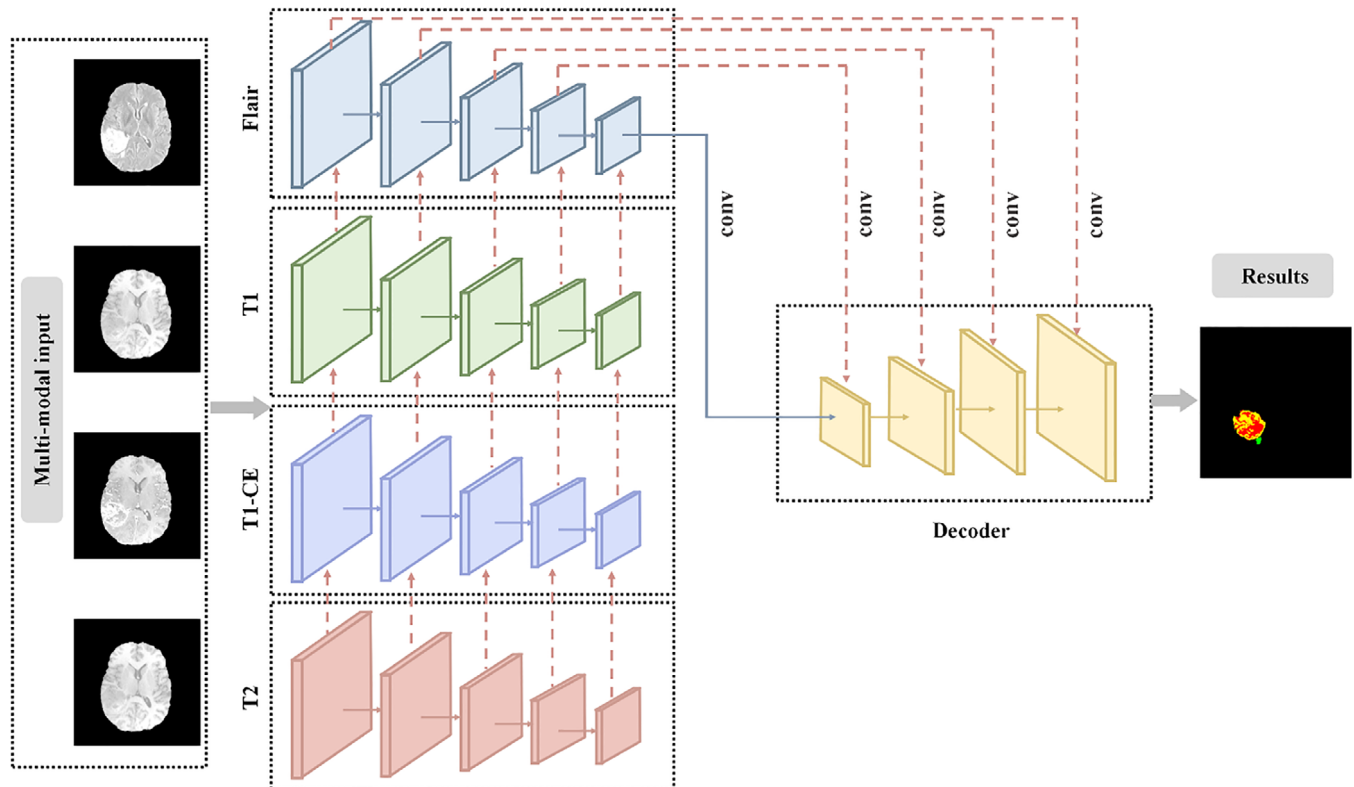 Multi-modal input
Flair
T1
T1-CE
T2
conv
conv
conv
conv
conv
Decoder
Results